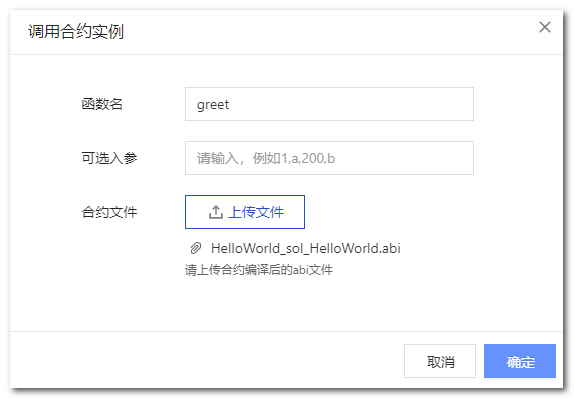 调用合约实例
函数名
greet
可选入参
请输入，例如1,a,200,b
合约文件
上传文件
HelloWorld_sol_HelloWorld.abi
请上传合约编译后的abi文件
取消
确定